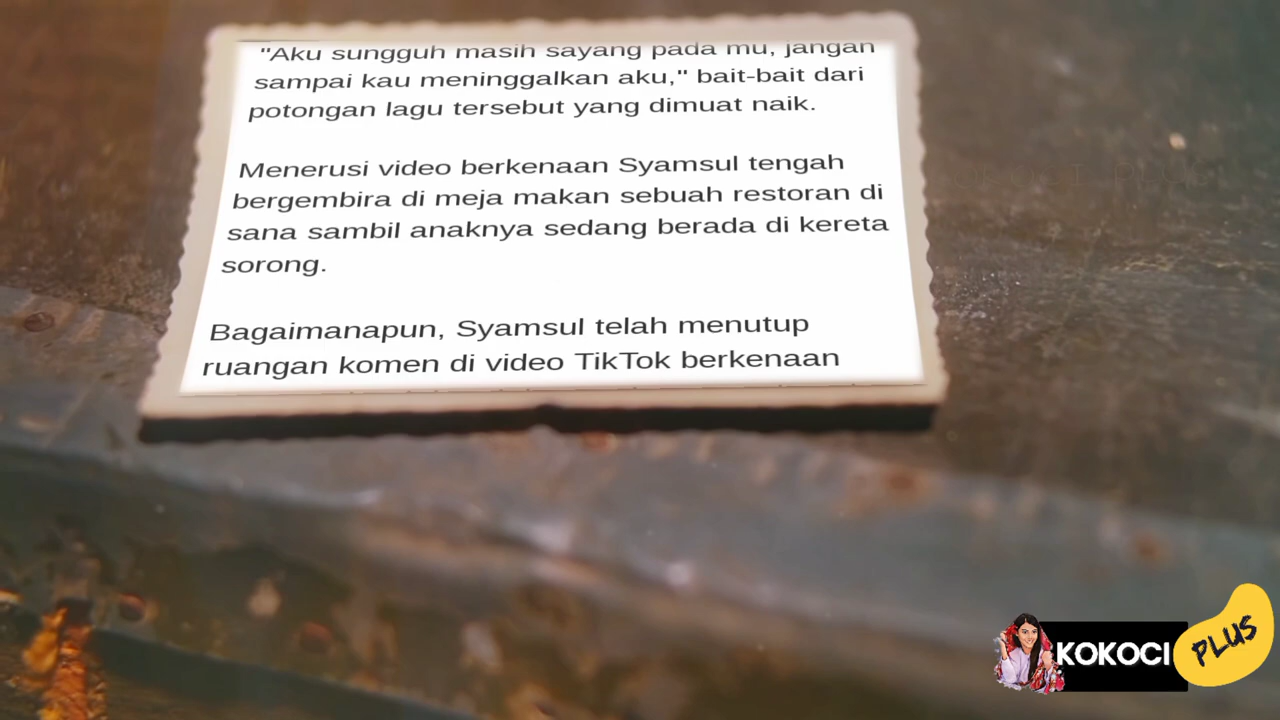 "Aku sungguh masih sayang pada mu, jangan
sampai kau meninggalkan aku," bait-bait dari
potongan lagu tersebut yang dimuat naik.
Menerusi video berkenaan Syamsul tengah
bergembira di meja makan sebuah restoran di
sana sambil anaknya sedang berada di kereta
sorong.
Bagaimanapun, Syamsul telah menutup
ruangan komen di video TikTok berkenaan
KOKOCI PLUS